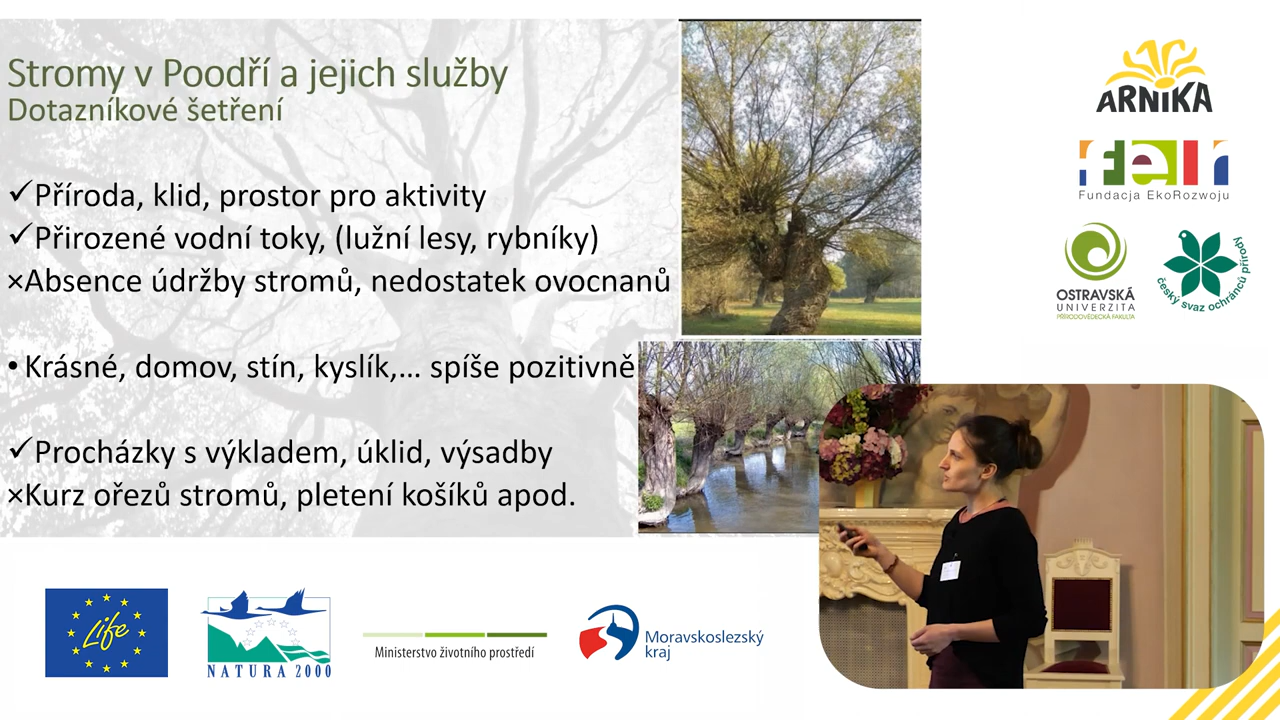 Stromy v Poodří a jejich služby
Dotazníkové šetření
✓Příroda, klid, prostor pro aktivity
✓Přirozené vodní toky, (lužní lesy, rybníky)
×Absence údržby stromů, nedostatek ovocnanů
• Krásné, domov, stín, kyslík,... spíše pozitivně
✓Procházky s výkladem, úklid, výsadby
×Kurz ořezů stromů, pletení košíků apod.
ARNIKA
feer
Fundacja EkoRozwoju
OSTRAVSKÁ
UNIVERZITA
PŘÍRODOVĚDECKÁ FAKULTA
český svaz ochránců přírody
Life
NATURA 2000
Ministerstvo životního prostředí
Moravskoslezský
kraj